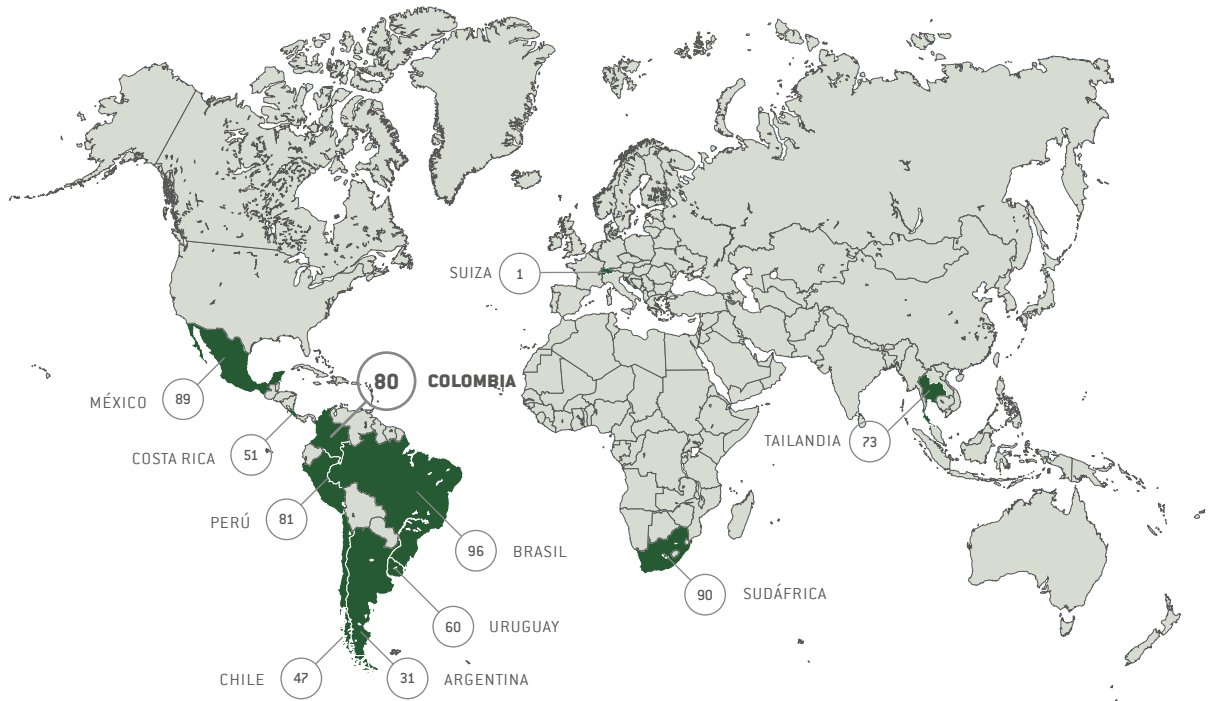 SUIZA 1
80 COLOMBIA
MÉXICO 89
COSTA RICA 51
TAILANDIA 73
PERÚ 81
96 BRASIL
90 SUDÁFRICA
60 URUGUAY
CHILE 47
31 ARGENTINA